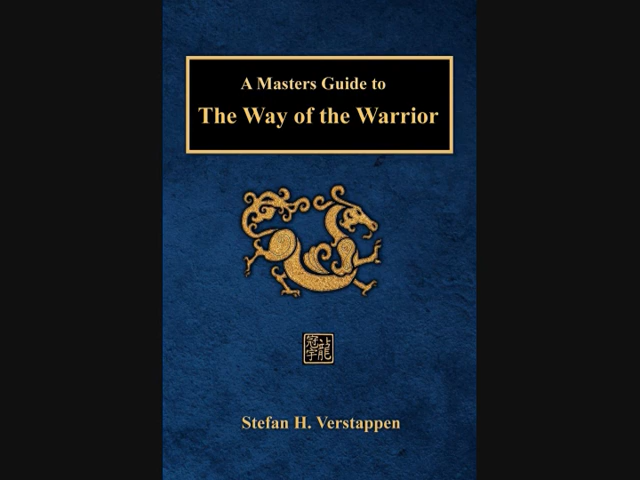 A Masters Guide to
The Way of the Warrior
Stefan H. Verstappen